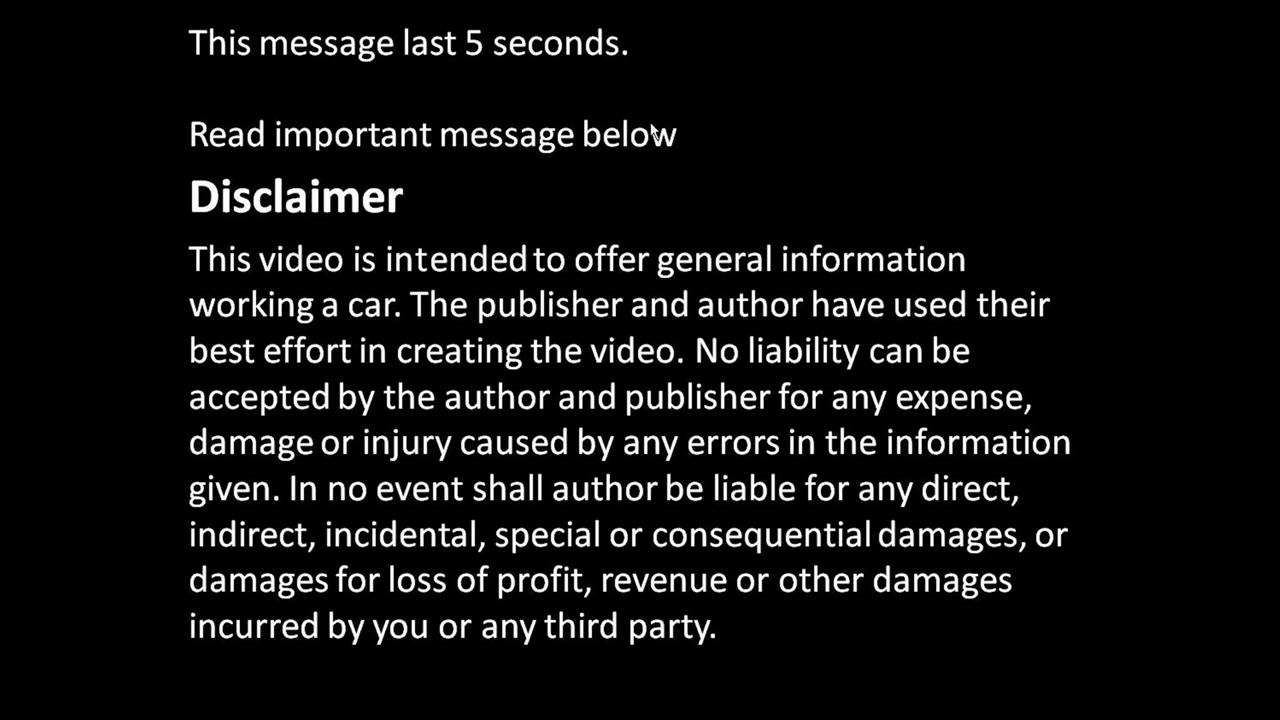 This message last 5 seconds.
Read important message below
Disclaimer
This video is intended to offer general information
working a car. The publisher and author have used their
best effort in creating the video. No liability can be
accepted by the author and publisher for any expense,
damage or injury caused by any errors in the information
given. In no event shall author be liable for any direct,
indirect, incidental, special or consequential damages, or
damages for loss of profit, revenue or other damages
incurred by you or any third party.